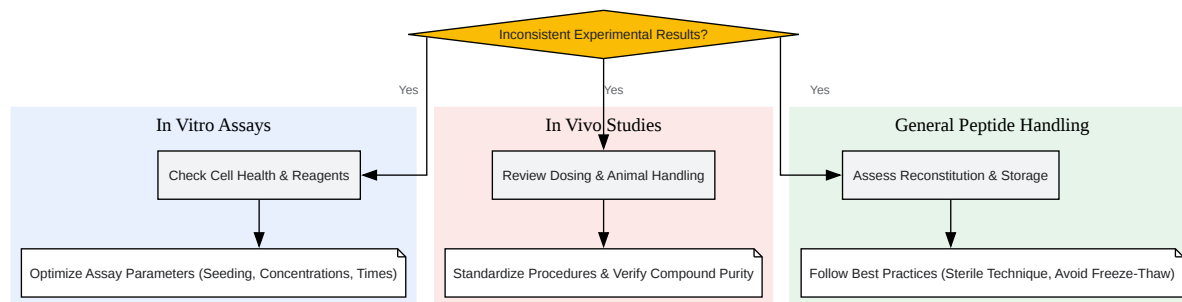 Inconsistent Experimental Results?
Yes
Yes
Yes
In Vitro Assays
In Vivo Studies
General Peptide Handling
Check Cell Health & Reagents
Review Dosing & Animal Handling
Assess Reconstitution & Storage
Optimize Assay Parameters (Seeding, Concentrations, Times)
Standardize Procedures & Verify Compound Purity
Follow Best Practices (Sterile Technique, Avoid Freeze-Thaw)